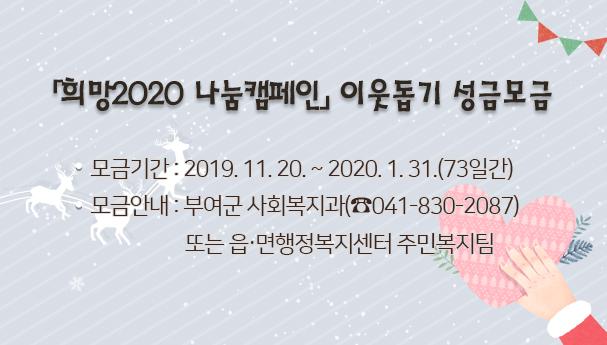 「희망2020 나눔캠페인」 이웃돕기 성금모금
• 모금기간 : 2019. 11. 20. ~ 2020. 1. 31.(73일간)
• 모금안내 : 부여군 사회복지과(☎041-830-2087)
또는 읍·면행정복지센터 주민복지팀